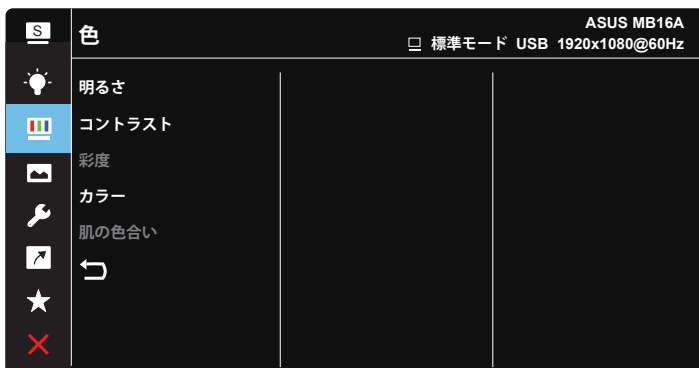 S
色
ASUS MB16A
標準モード USB 1920x1080@60Hz
明るさ
コントラスト
彩度
カラー
肌の色合い